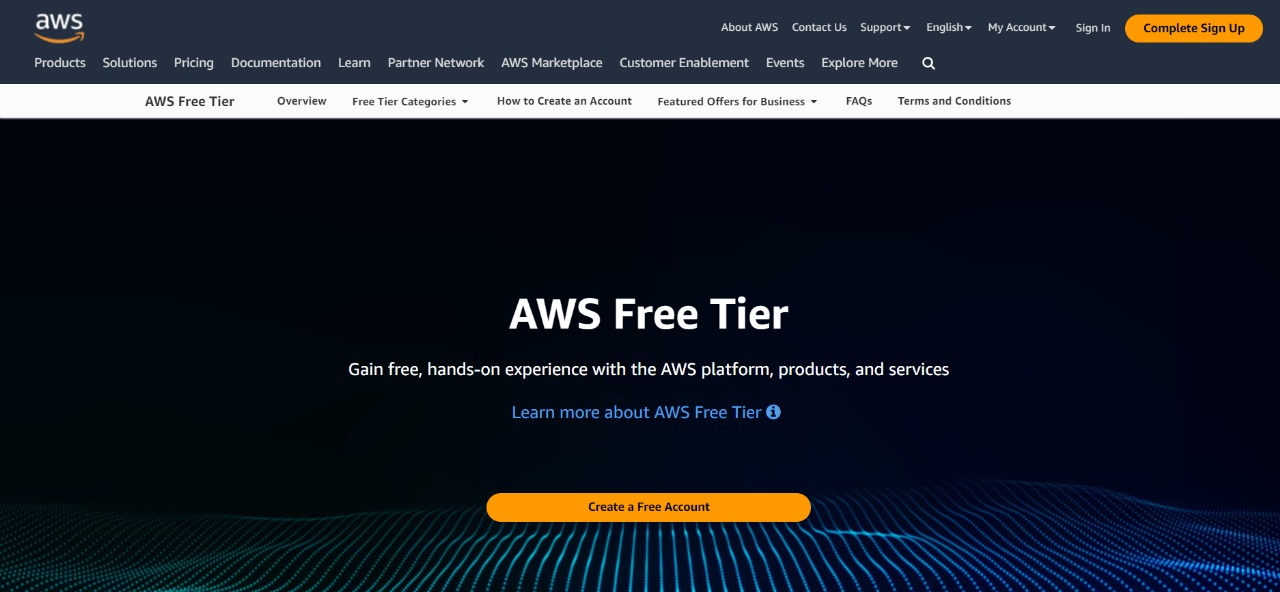 aws
About AWS Contact Us Support English My Account Sign In Complete Sign Up
Products Solutions Pricing Documentation Learn Partner Network AWS Marketplace Customer Enablement Events Explore More
AWS Free Tier Overview Free Tier Categories How to Create an Account Featured Offers for Business FAQs Terms and Conditions
AWS Free Tier
Gain free, hands-on experience with the AWS platform, products, and services
Learn more about AWS Free Tier
Create a Free Account